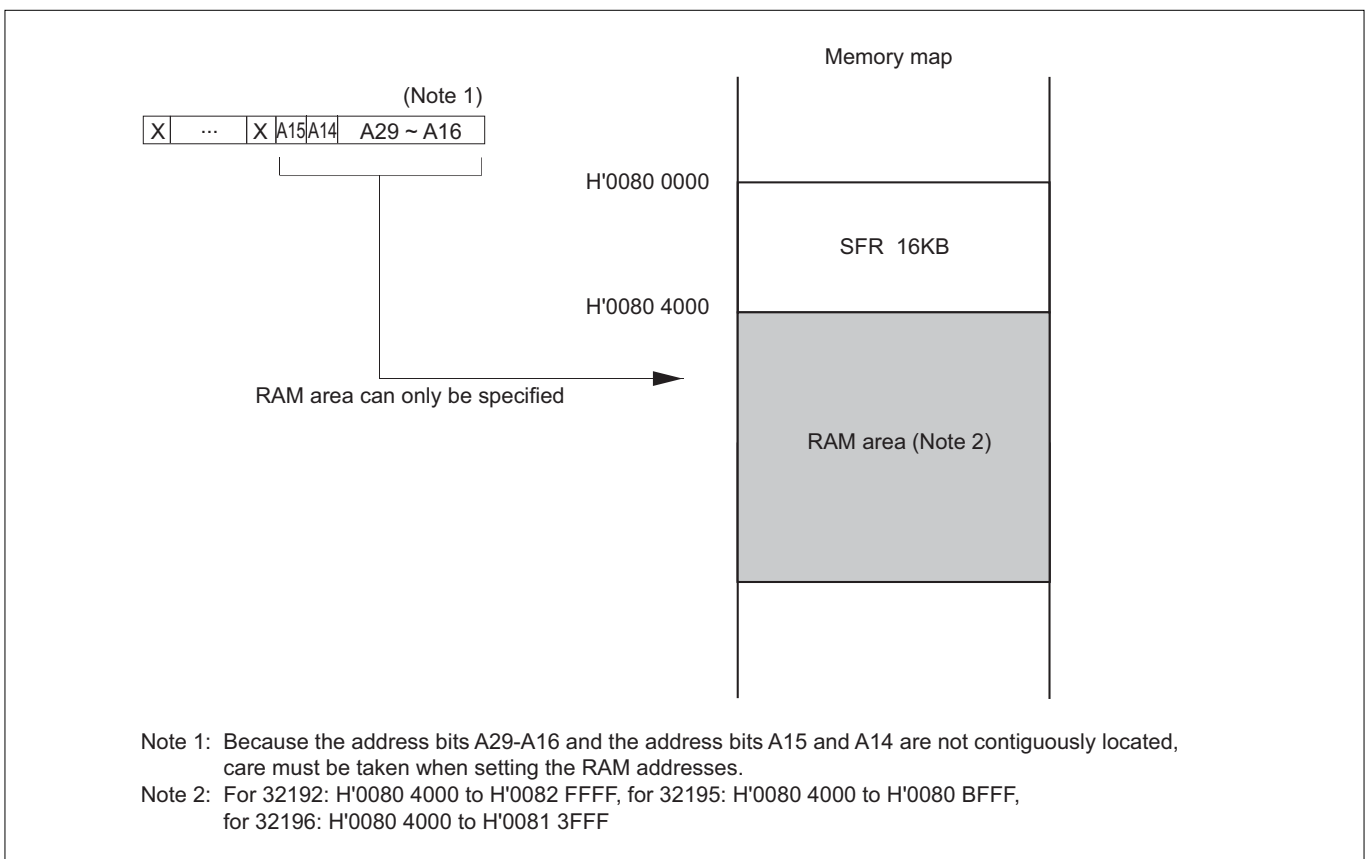 Memory map
(Note 1)
X ... X A15 A14 A29 ~ A16
H'0080 0000
SFR 16KB
H'0080 4000
RAM area can only be specified
RAM area (Note 2)
Note 1: Because the address bits A29-A16 and the address bits A15 and A14 are not contiguously located,
care must be taken when setting the RAM addresses.
Note 2: For 32192: H'0080 4000 to H'0082 FFFF, for 32195: H'0080 4000 to H'0080 BFFF,
for 32196: H'0080 4000 to H'0081 3FFF